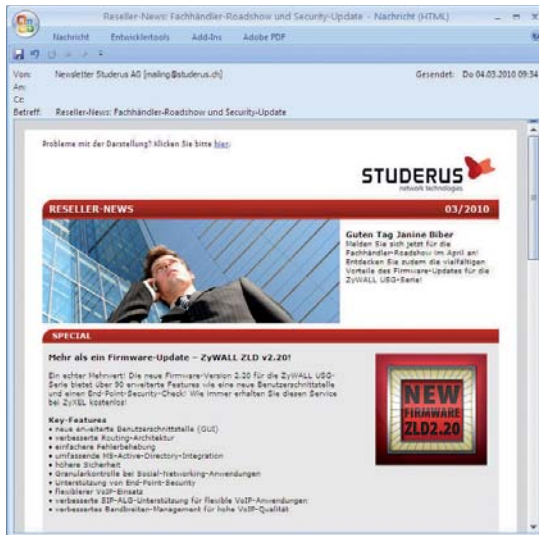 Reseller-News: Fachhändler-Roadshow und Security-Update - Nachricht (HTML)
Nachricht Entwicklertools Add-Ins Adobe PDF
Von: Newsletter Studerus AG [mailing@studerus.ch] Gesendet: Do 04.03.2010 09:34
An:
Cc:
Betreff: Reseller-News: Fachhändler-Roadshow und Security-Update
Probleme mit der Darstellung? Klicken Sie bitte hier.
STUDERUS
network technologies
RESELLER-NEWS 03/2010
Guten Tag Janine Biber
Melden Sie sich jetzt für die
Fachhändler-Roadshow im April an!
Entdecken Sie zudem die vielfältigen
Vorteile des Firmware-Updates für die
ZyWALL USG-Serie!
SPECIAL
Mehr als ein Firmware-Update – ZyWALL ZLD v2.20!
Ein echter Mehrwert! Die neue Firmware-Version 2.20 für die ZyWALL USG-
Serie bietet über 90 erweiterte Features wie eine neue Benutzerschnittstelle
und einen End-Point-Security-Check! Wie immer erhalten Sie diesen Service
bei ZyXEL kostenlos!
NEW
FIRMWARE
ZLD2.20
Key-Features
• neue erweiterte Benutzerschnittstelle (GUI)
• verbesserte Routing-Architektur
• einfachere Fehlerbehebung
• umfassende MS-Active-Directory-Integration
• höhere Sicherheit
• Granularkontrolle bei Social-Networking-Anwendungen
• Unterstützung von End-Point-Security
• flexiblerer VoIP-Einsatz
• verbesserte SIP-ALG-Unterstützung für flexible VoIP-Anwendungen
• verbessertes Bandbreiten-Management für hohe VoIP-Qualität